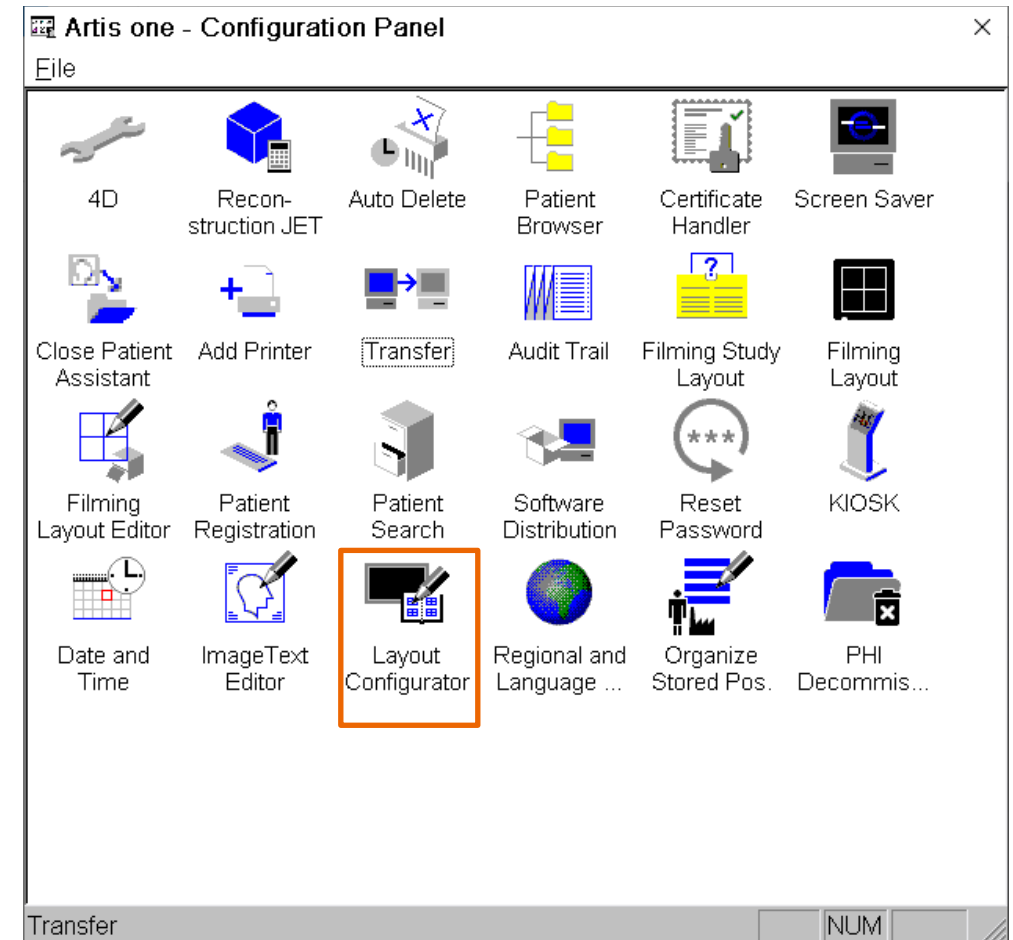 Artis one - Configuration Panel
File
4D
Recon-
struction JET
Auto Delete
Patient
Browser
Certificate
Handler
Screen Saver
Close Patient
Assistant
Add Printer
Transfer
Audit Trail
?
Filming Study
Layout
Filming
Layout
Filming
Layout Editor
Patient
Registration
Patient
Search
Software
Distribution
***
Reset
Password
KIOSK
Date and
Time
ImageText
Editor
Layout
Configurator
Regional and
Language ...
Organize
Stored Pos.
PHI
Decommis...
Transfer
NUM